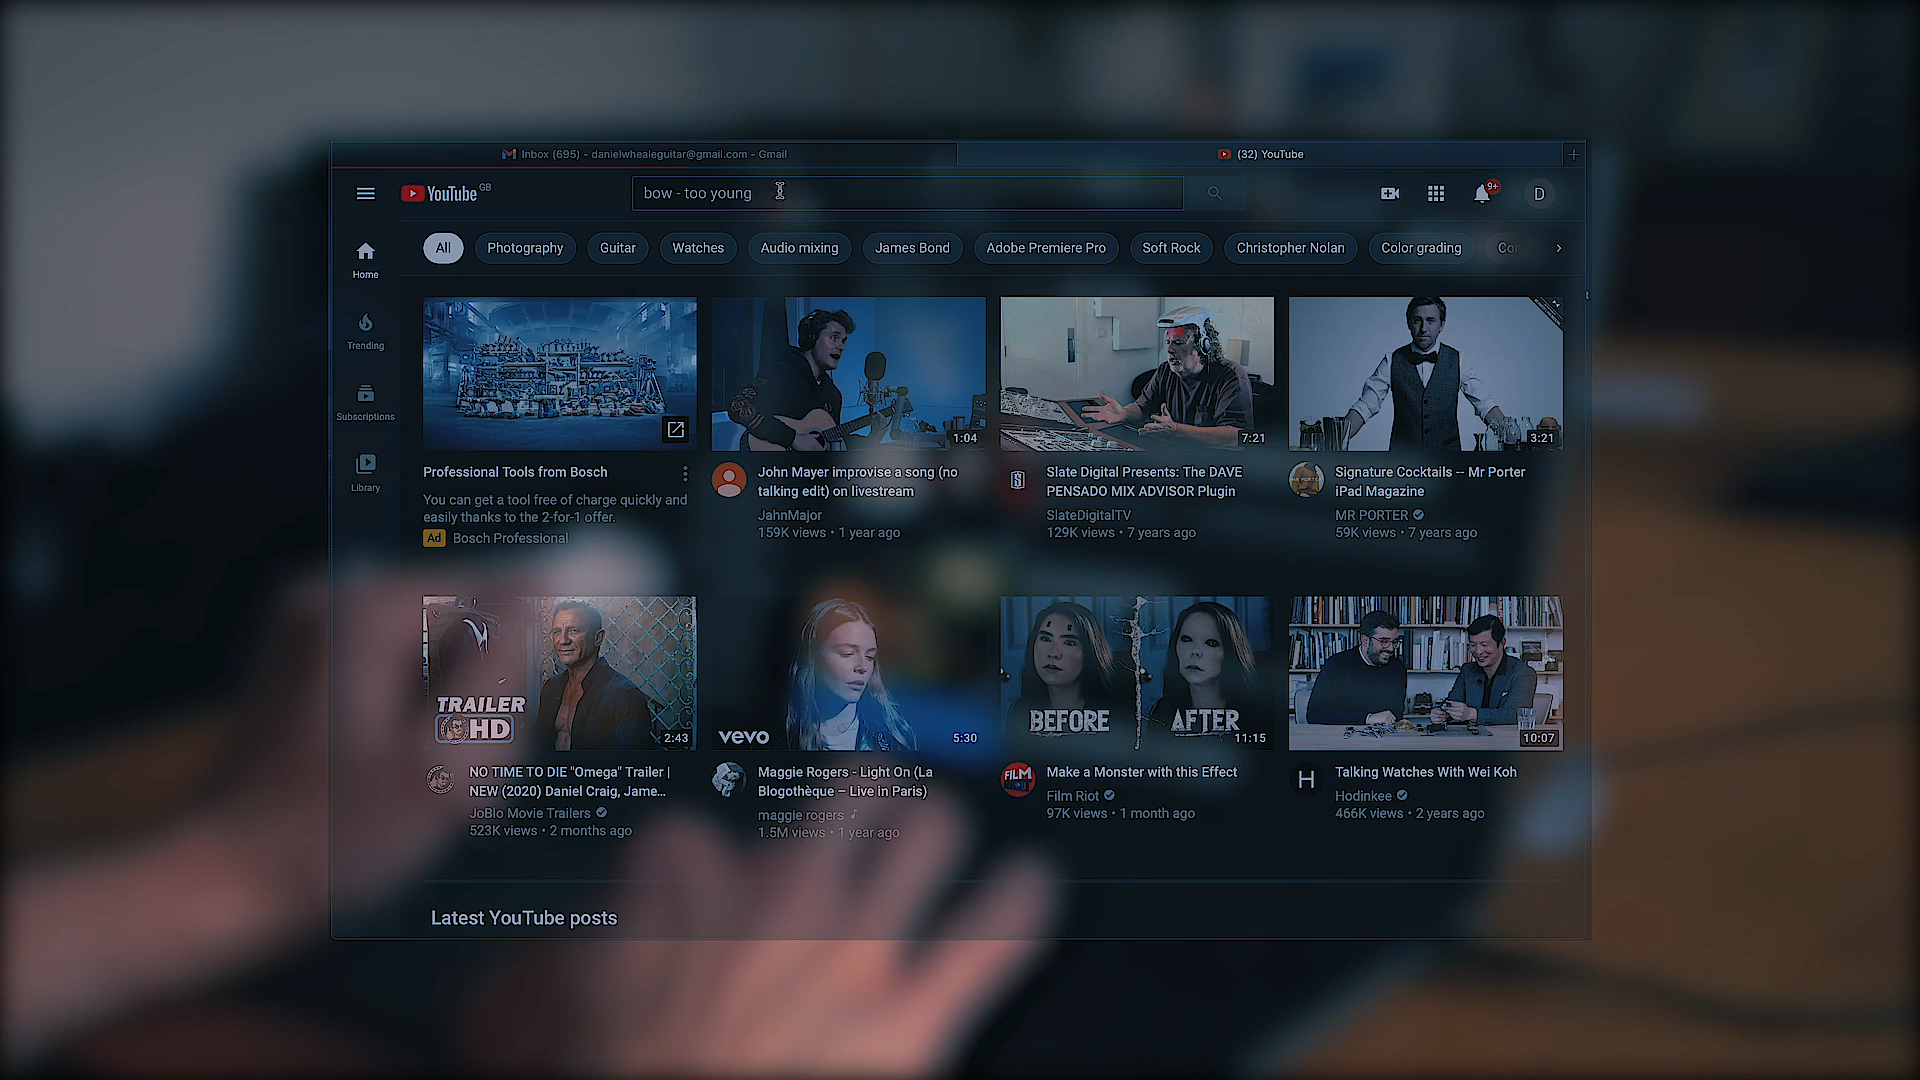 Inbox (695) - danielwhealeguitar@gmail.com - Gmail
(32) YouTube
YouTube GB
bow - too young
9+
D
All
Photography
Guitar
Watches
Audio mixing
James Bond
Adobe Premiere Pro
Soft Rock
Christopher Nolan
Color grading
Home
Trending
Subscriptions
Library
1:04
7:21
3:21
Professional Tools from Bosch
You can get a tool free of charge quickly and
easily thanks to the 2-for-1 offer.
Ad Bosch Professional
John Mayer improvise a song (no
talking edit) on livestream
JahnMajor
159K views • 1 year ago
Slate Digital Presents: The DAVE
PENSADO MIX ADVISOR Plugin
SlateDigitalTV
129K views • 7 years ago
MR PORTER
Signature Cocktails -- Mr Porter
iPad Magazine
MR PORTER
59K views • 7 years ago
TRAILER
HD
2:43
vevo
5:30
BEFORE
AFTER
11:15
10:07
NO TIME TO DIE "Omega" Trailer |
NEW (2020) Daniel Craig, Jame...
JoBlo Movie Trailers
523K views • 2 months ago
Maggie Rogers - Light On (La
Blogothèque – Live in Paris)
maggie rogers
1.5M views • 1 year ago
FILM
Make a Monster with this Effect
Film Riot
97K views • 1 month ago
H
Talking Watches With Wei Koh
Hodinkee
466K views • 2 years ago
Latest YouTube posts